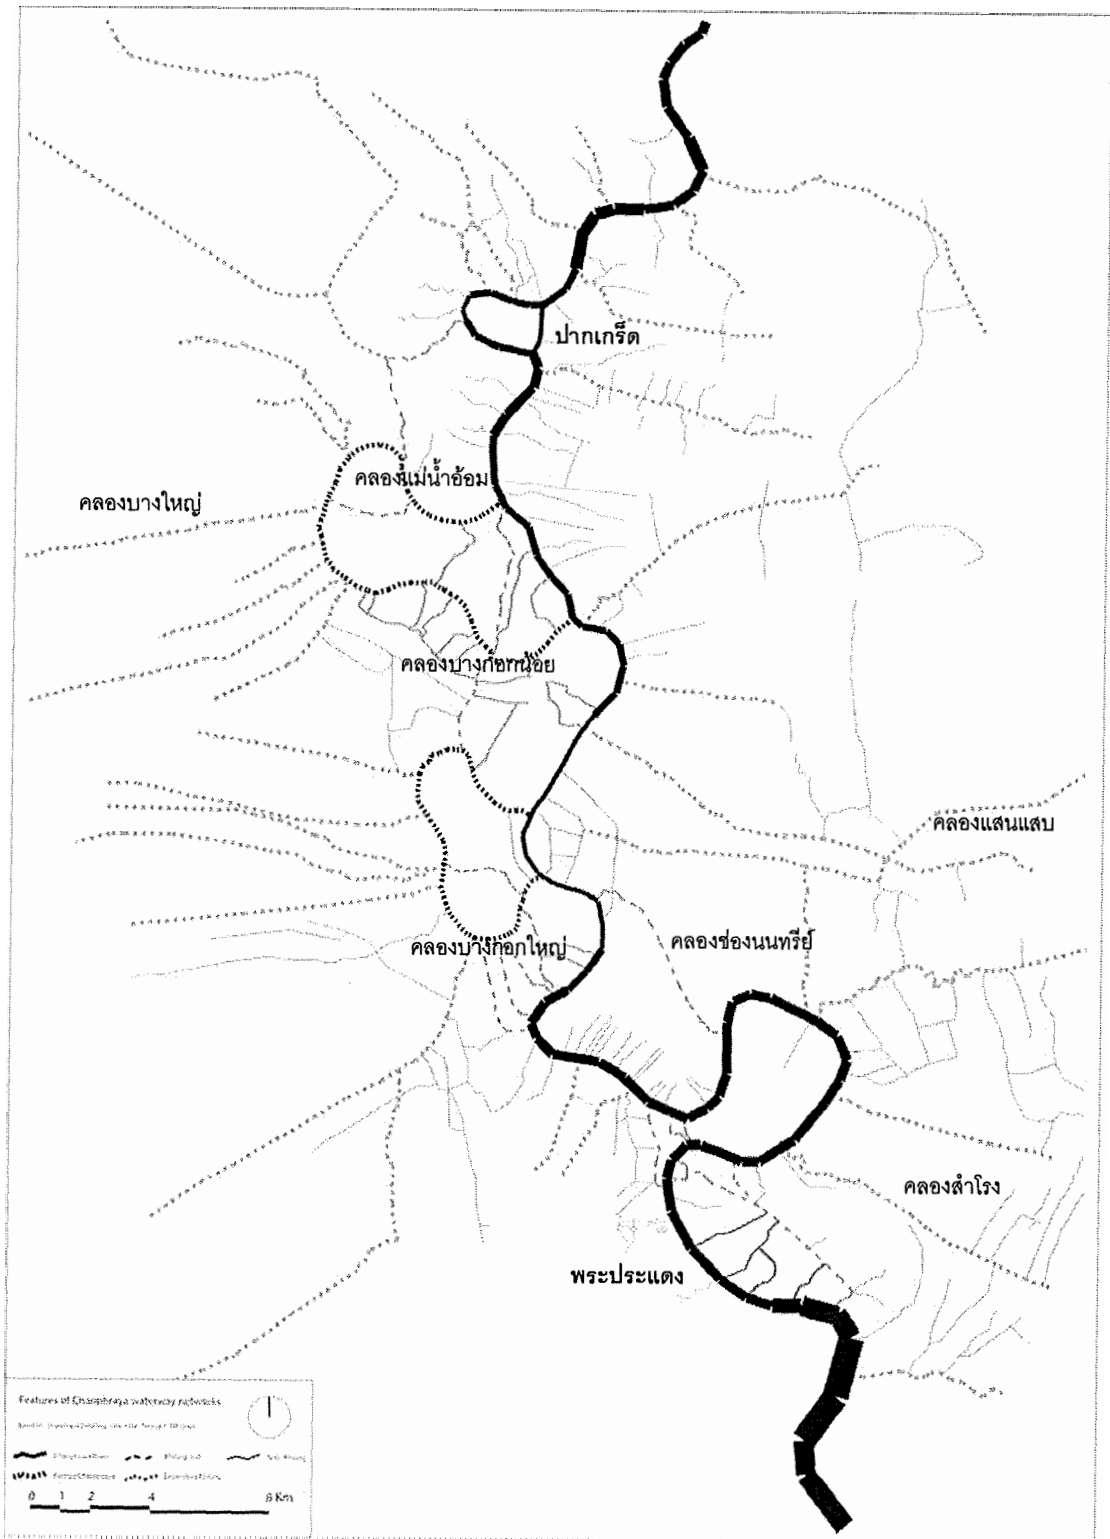 ปากเกร็ด
คลองแม่น้ำอ้อม
คลองบางใหญ่
คลองบางกอกน้อย
คลองแสนแสบ
คลองช่องนนทรีย์
คลองบางกอกใหญ่
คลองสำโรง
พระประแดง
Features of Chaophraya waterway networks
0 1 2 4 8 Km